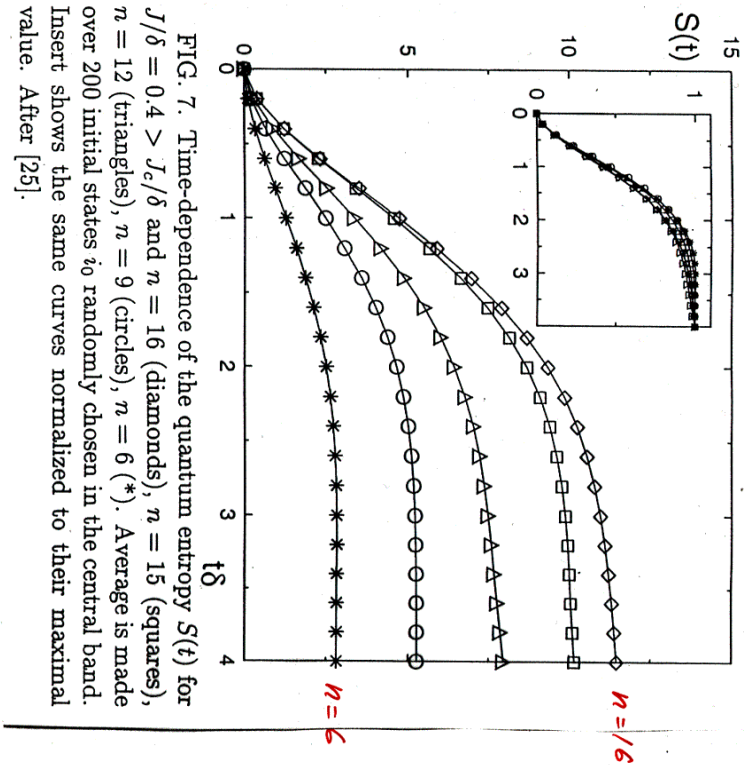 S(t)
15
10
5
0
1
0
0
1
2
3
0
1
2
3
4
tδ
n = 16
n = 6
FIG. 7. Time-dependence of the quantum entropy S(t) for
J/δ = 0.4 > J_c/δ and n = 16 (diamonds), n = 15 (squares),
n = 12 (triangles), n = 9 (circles), n = 6 (*). Average is made
over 200 initial states i₀ randomly chosen in the central band.
Insert shows the same curves normalized to their maximal
value. After [25].